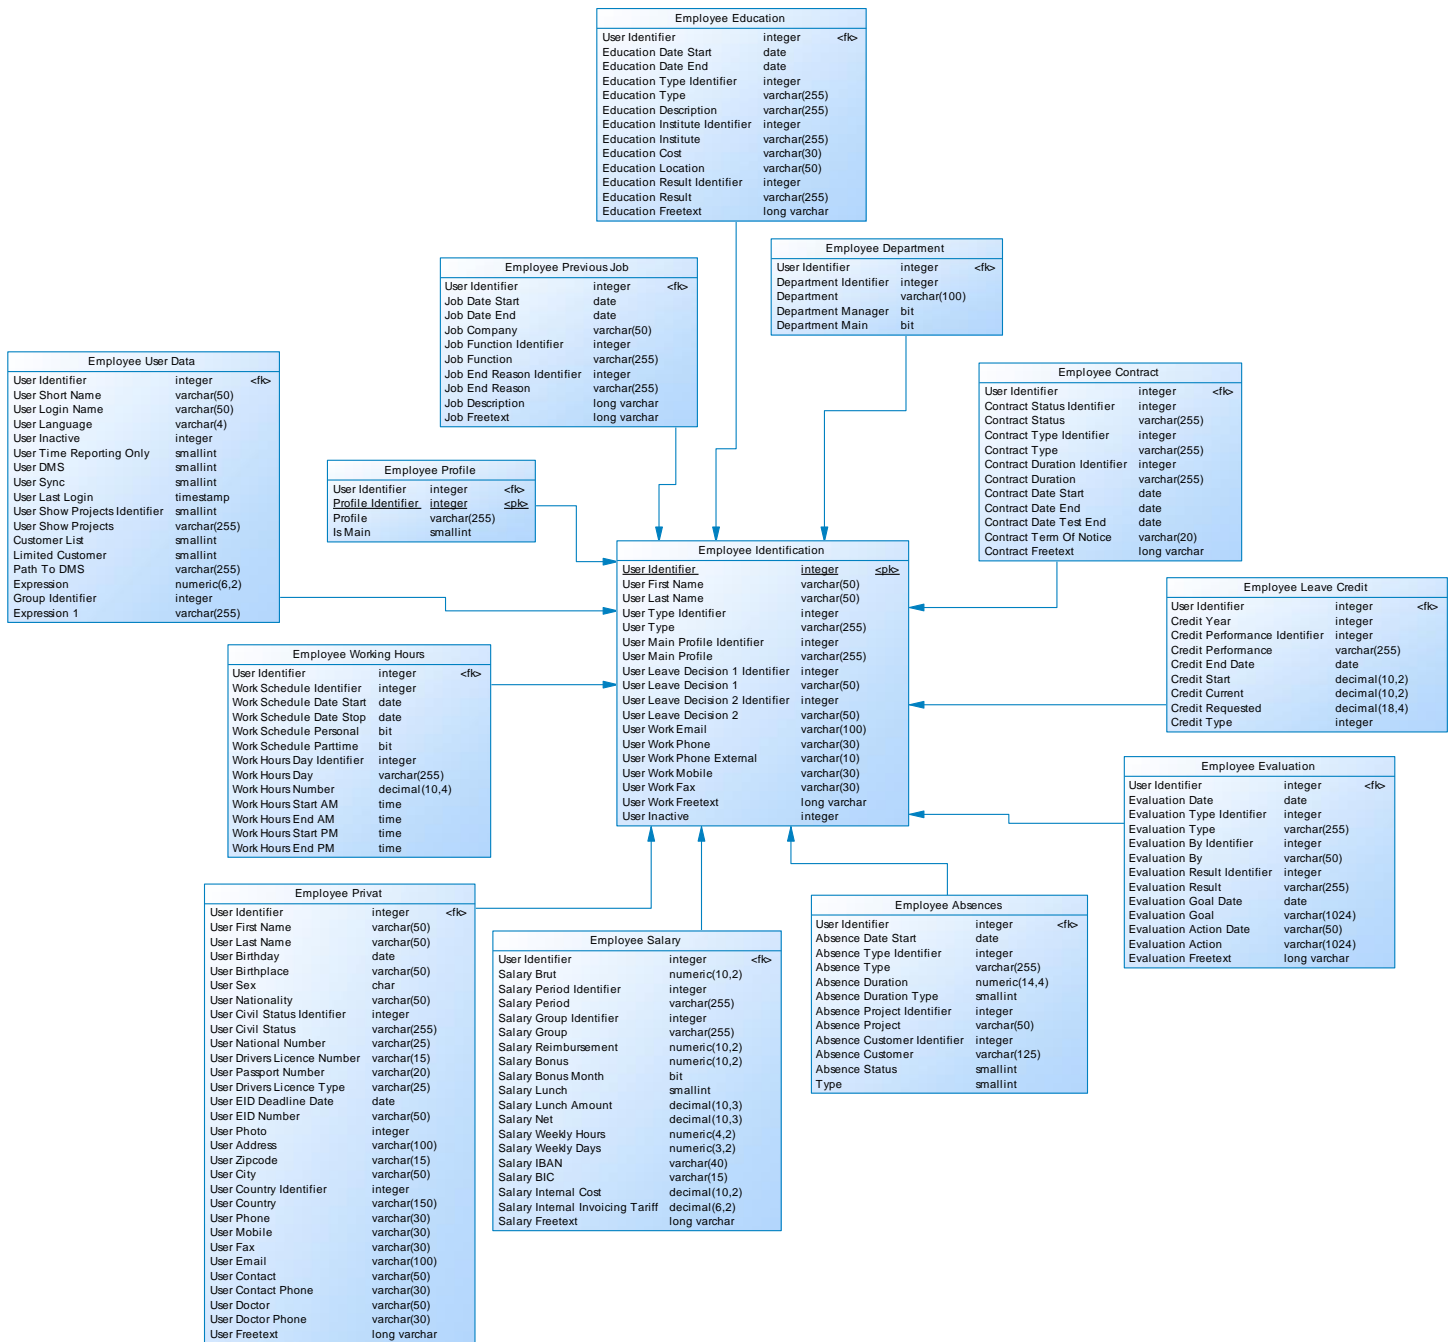 Employee Education
User Identifier integer <fk>
Education Date Start date
Education Date End date
Education Type Identifier integer
Education Type varchar(255)
Education Description varchar(255)
Education Institute Identifier integer
Education Institute varchar(255)
Education Cost varchar(30)
Education Location varchar(50)
Education Result Identifier integer
Education Result varchar(255)
Education Freetext long varchar
Employee Department
User Identifier integer <fk>
Department Identifier integer
Department varchar(100)
Department Manager bit
Department Main bit
Employee Previous Job
User Identifier integer <fk>
Job Date Start date
Job Date End date
Job Company varchar(50)
Job Function Identifier integer
Job Function varchar(255)
Job End Reason Identifier integer
Job End Reason varchar(255)
Job Description long varchar
Job Freetext long varchar
Employee User Data
User Identifier integer <fk>
User Short Name varchar(50)
User Login Name varchar(50)
User Language varchar(4)
User Inactive integer
User Time Reporting Only smallint
User DMS smallint
User Sync smallint
User Last Login timestamp
User Show Projects Identifier smallint
User Show Projects varchar(255)
Customer List smallint
Limited Customer smallint
Path To DMS varchar(255)
Expression numeric(6,2)
Group Identifier integer
Expression 1 varchar(255)
Employee Contract
User Identifier integer <fk>
Contract Status Identifier integer
Contract Status varchar(255)
Contract Type Identifier integer
Contract Type varchar(255)
Contract Duration Identifier integer
Contract Duration varchar(255)
Contract Date Start date
Contract Date End date
Contract Date Test End date
Contract Term Of Notice varchar(20)
Contract Freetext long varchar
Employee Profile
User Identifier integer <fk>
Profile Identifier integer <pk>
Profile varchar(255)
Is Main smallint
Employee Identification
User Identifier integer <pk>
User First Name varchar(50)
User Last Name varchar(50)
User Type Identifier integer
User Type varchar(255)
User Main Profile Identifier integer
User Main Profile varchar(255)
User Leave Decision 1 Identifier integer
User Leave Decision 1 varchar(50)
User Leave Decision 2 Identifier integer
User Leave Decision 2 varchar(50)
User Work Email varchar(100)
User Work Phone varchar(30)
User Work Phone External varchar(10)
User Work Mobile varchar(30)
User Work Fax varchar(30)
User Work Freetext long varchar
User Inactive integer
Employee Leave Credit
User Identifier integer <fk>
Credit Year integer
Credit Performance Identifier integer
Credit Performance varchar(255)
Credit End Date date
Credit Start decimal(10,2)
Credit Current decimal(10,2)
Credit Requested decimal(18,4)
Credit Type integer
Employee Working Hours
User Identifier integer <fk>
Work Schedule Identifier integer
Work Schedule Date Start date
Work Schedule Date Stop date
Work Schedule Personal bit
Work Schedule Parttime bit
Work Hours Day Identifier integer
Work Hours Day varchar(255)
Work Hours Number decimal(10,4)
Work Hours Start AM time
Work Hours End AM time
Work Hours Start PM time
Work Hours End PM time
Employee Evaluation
User Identifier integer <fk>
Evaluation Date date
Evaluation Type Identifier integer
Evaluation Type varchar(255)
Evaluation By Identifier integer
Evaluation By varchar(50)
Evaluation Result Identifier integer
Evaluation Result varchar(255)
Evaluation Goal Date date
Evaluation Goal varchar(1024)
Evaluation Action Date varchar(50)
Evaluation Action varchar(1024)
Evaluation Freetext long varchar
Employee Privat
User Identifier integer <fk>
User First Name varchar(50)
User Last Name varchar(50)
User Birthday date
User Birthplace varchar(50)
User Sex char
User Nationality varchar(50)
User Civil Status Identifier integer
User Civil Status varchar(255)
User National Number varchar(25)
User Drivers Licence Number varchar(15)
User Passport Number varchar(20)
User Drivers Licence Type varchar(25)
User EID Deadline Date date
User EID Number varchar(50)
User Photo integer
User Address varchar(100)
User Zipcode varchar(15)
User City varchar(50)
User Country Identifier integer
User Country varchar(150)
User Phone varchar(30)
User Mobile varchar(30)
User Fax varchar(30)
User Email varchar(100)
User Contact varchar(50)
User Contact Phone varchar(30)
User Doctor varchar(50)
User Doctor Phone varchar(30)
User Freetext long varchar
Employee Salary
User Identifier integer <fk>
Salary Brut numeric(10,2)
Salary Period Identifier integer
Salary Period varchar(255)
Salary Group Identifier integer
Salary Group varchar(255)
Salary Reimbursement numeric(10,2)
Salary Bonus numeric(10,2)
Salary Bonus Month bit
Salary Lunch smallint
Salary Lunch Amount decimal(10,3)
Salary Net decimal(10,3)
Salary Weekly Hours numeric(4,2)
Salary Weekly Days numeric(3,2)
Salary IBAN varchar(40)
Salary BIC varchar(15)
Salary Internal Cost decimal(10,2)
Salary Internal Invoicing Tariff decimal(6,2)
Salary Freetext long varchar
Employee Absences
User Identifier integer <fk>
Absence Date Start date
Absence Type Identifier integer
Absence Type varchar(255)
Absence Duration numeric(14,4)
Absence Duration Type smallint
Absence Project Identifier integer
Absence Project varchar(50)
Absence Customer Identifier integer
Absence Customer varchar(125)
Absence Status smallint
Type smallint